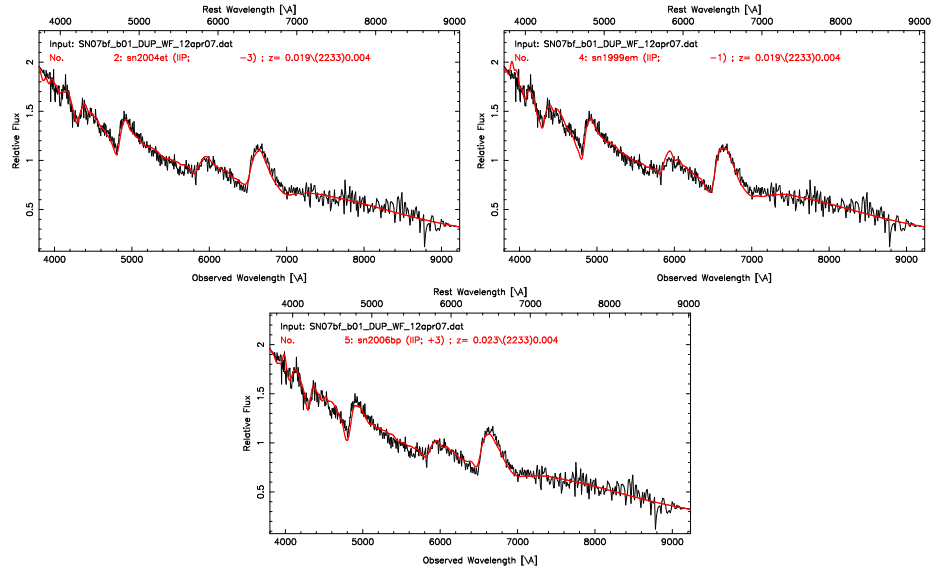 Rest Wavelength [\A]
4000 5000 6000 7000 8000 9000
Input: SN07bf_b01_DUP_WF_12apr07.dat
No. 2: sn2004et (IIP; -3) ; z= 0.019\(2233)0.004
Relative Flux
2
1.5
1
0.5
4000 5000 6000 7000 8000 9000
Observed Wavelength [\A]
Rest Wavelength [\A]
4000 5000 6000 7000 8000 9000
Input: SN07bf_b01_DUP_WF_12apr07.dat
No. 4: sn1999em (IIP; -1) ; z= 0.019\(2233)0.004
Relative Flux
2
1.5
1
0.5
4000 5000 6000 7000 8000 9000
Observed Wavelength [\A]
Rest Wavelength [\A]
4000 5000 6000 7000 8000 9000
Input: SN07bf_b01_DUP_WF_12apr07.dat
No. 5: sn2006bp (IIP; +3) ; z= 0.023\(2233)0.004
Relative Flux
2
1.5
1
0.5
4000 5000 6000 7000 8000 9000
Observed Wavelength [\A]